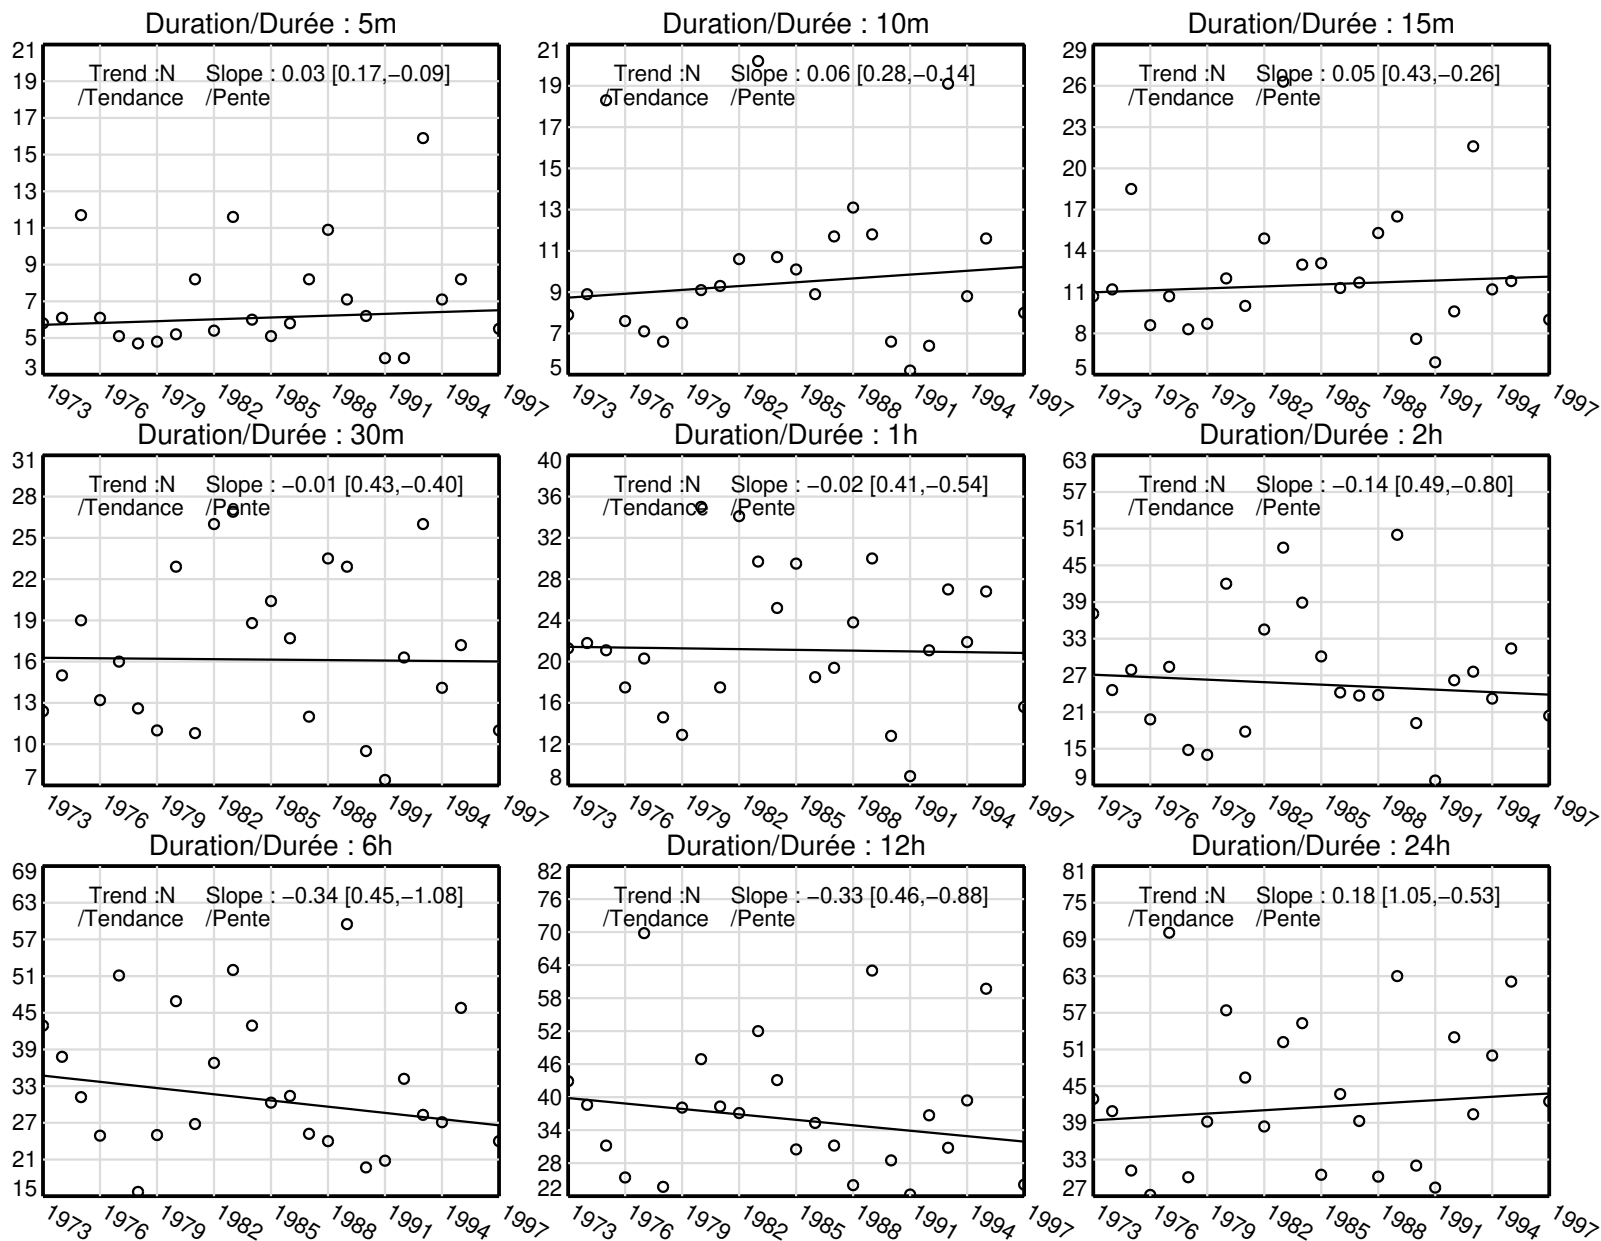 Duration/Durée : 5m
Trend :N Slope : 0.03 [0.17,−0.09]
/Tendance /Pente
21
19
17
15
13
11
9
7
5
3
1973 1976 1979 1982 1985 1988 1991 1994 1997
Duration/Durée : 10m
Trend :N Slope : 0.06 [0.28,−0.14]
/Tendance /Pente
21
19
17
15
13
11
9
7
5
1973 1976 1979 1982 1985 1988 1991 1994 1997
Duration/Durée : 15m
Trend :N Slope : 0.05 [0.43,−0.26]
/Tendance /Pente
29
26
23
20
17
14
11
8
5
1973 1976 1979 1982 1985 1988 1991 1994 1997
Duration/Durée : 30m
Trend :N Slope : −0.01 [0.43,−0.40]
/Tendance /Pente
31
28
25
22
19
16
13
10
7
1973 1976 1979 1982 1985 1988 1991 1994 1997
Duration/Durée : 1h
Trend :N Slope : −0.02 [0.41,−0.54]
/Tendance /Pente
40
36
32
28
24
20
16
12
8
1973 1976 1979 1982 1985 1988 1991 1994 1997
Duration/Durée : 2h
Trend :N Slope : −0.14 [0.49,−0.80]
/Tendance /Pente
63
57
51
45
39
33
27
21
15
9
1973 1976 1979 1982 1985 1988 1991 1994 1997
Duration/Durée : 6h
Trend :N Slope : −0.34 [0.45,−1.08]
/Tendance /Pente
69
63
57
51
45
39
33
27
21
15
1973 1976 1979 1982 1985 1988 1991 1994 1997
Duration/Durée : 12h
Trend :N Slope : −0.33 [0.46,−0.88]
/Tendance /Pente
82
76
70
64
58
52
46
40
34
28
22
1973 1976 1979 1982 1985 1988 1991 1994 1997
Duration/Durée : 24h
Trend :N Slope : 0.18 [1.05,−0.53]
/Tendance /Pente
81
75
69
63
57
51
45
39
33
27
1973 1976 1979 1982 1985 1988 1991 1994 1997